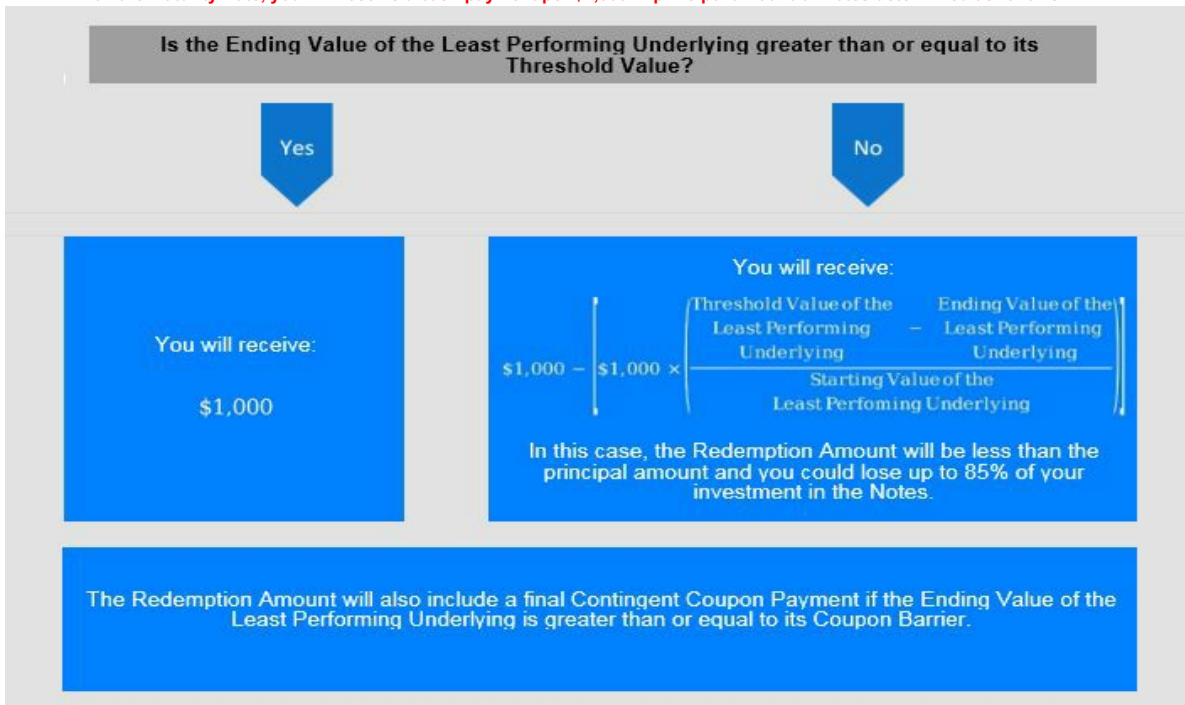 Is the Ending Value of the Least Performing Underlying greater than or equal to its
Threshold Value?
Yes
No
You will receive:
$1,000
You will receive:
$1,000 − [$1,000 × (
Threshold Value of the
Least Performing
Underlying
−
Ending Value of the
Least Performing
Underlying
Starting Value of the
Least Perfoming Underlying
)]
In this case, the Redemption Amount will be less than the
principal amount and you could lose up to 85% of your
investment in the Notes.
The Redemption Amount will also include a final Contingent Coupon Payment if the Ending Value of the
Least Performing Underlying is greater than or equal to its Coupon Barrier.